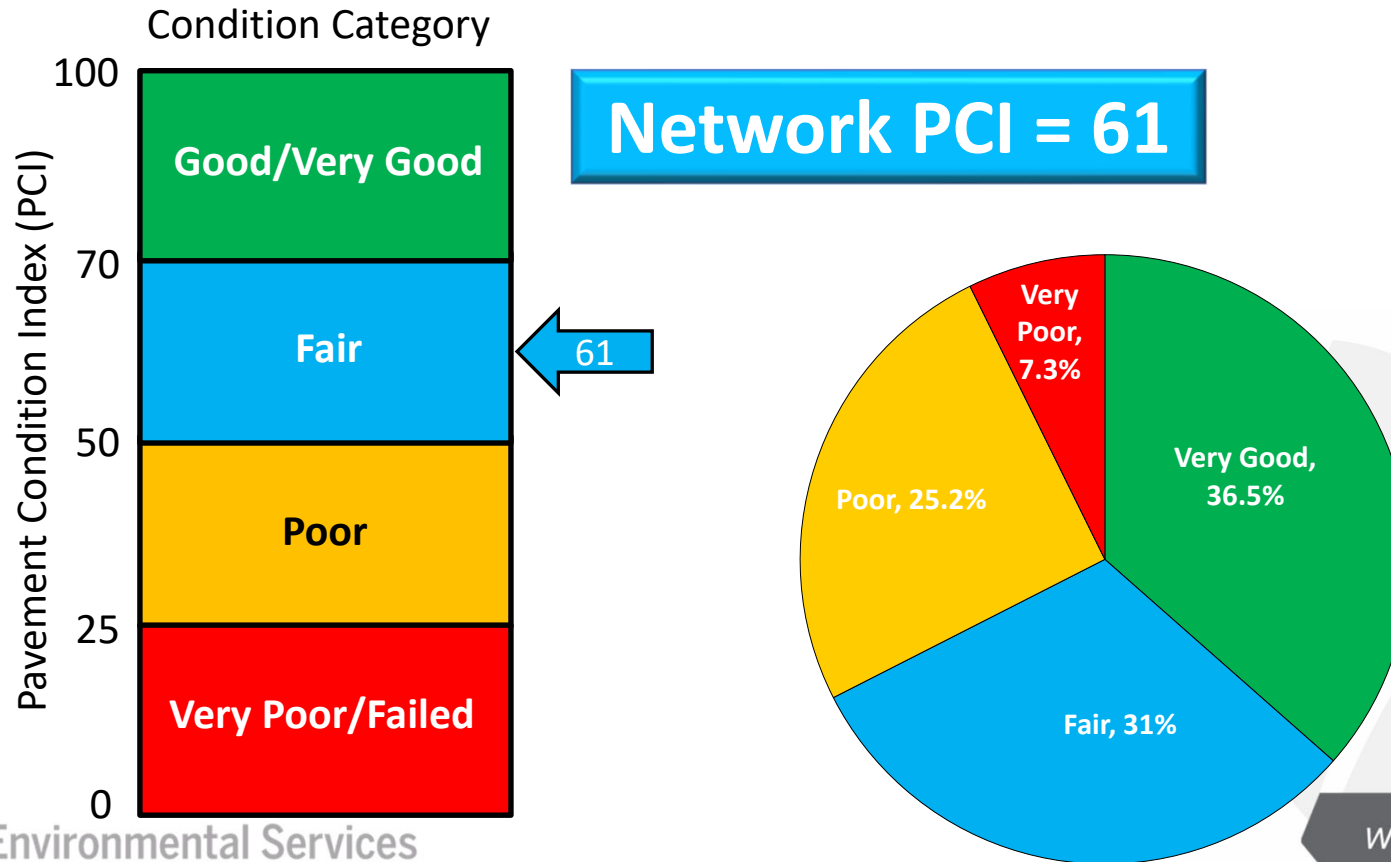 Condition Category
Pavement Condition Index (PCI)
100
70
50
25
0
Good/Very Good
Fair
Poor
Very Poor/Failed
61
Network PCI = 61
Very
Poor,
7.3%
Very Good,
36.5%
Poor, 25.2%
Fair, 31%
Environmental Services